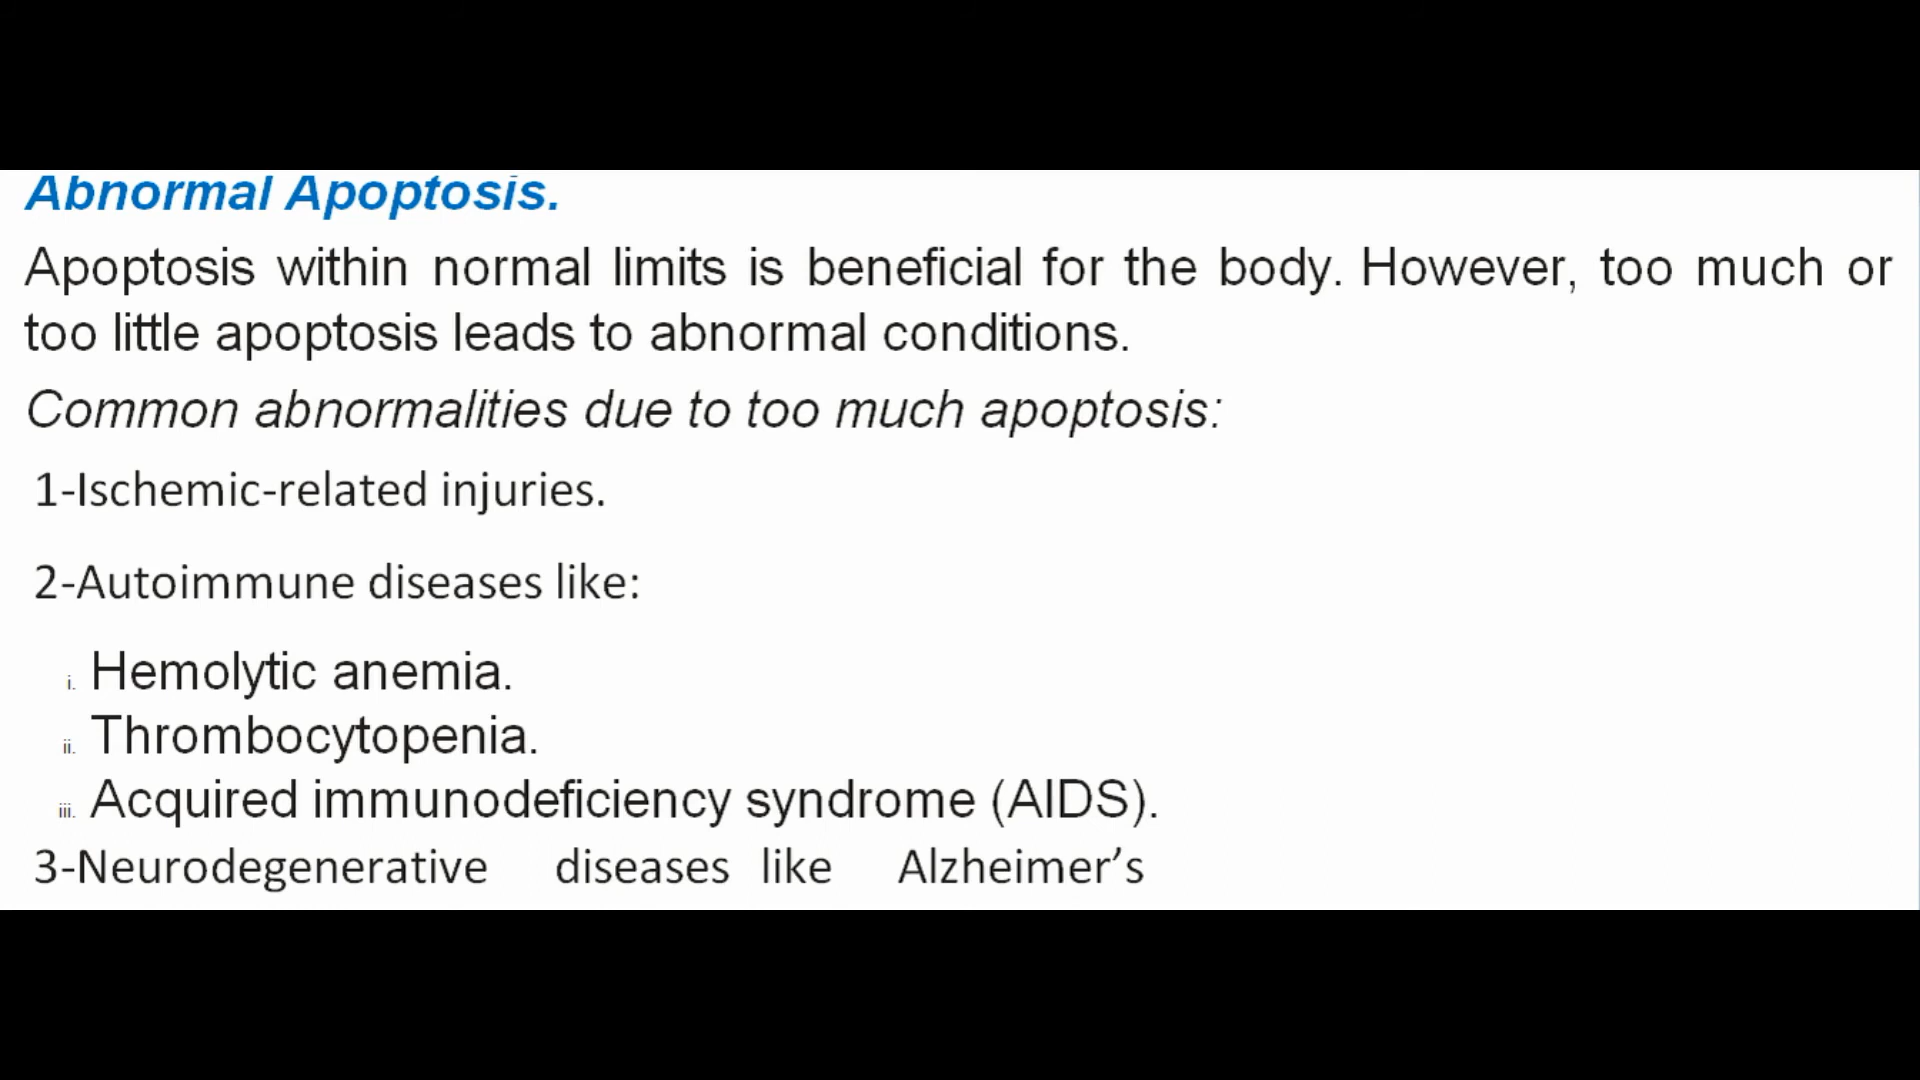 Abnormal Apoptosis.
Apoptosis within normal limits is beneficial for the body. However, too much or
too little apoptosis leads to abnormal conditions.
Common abnormalities due to too much apoptosis:
1-Ischemic-related injuries.
2-Autoimmune diseases like:
i. Hemolytic anemia.
ii. Thrombocytopenia.
iii. Acquired immunodeficiency syndrome (AIDS).
3-Neurodegenerative diseases like Alzheimer’s